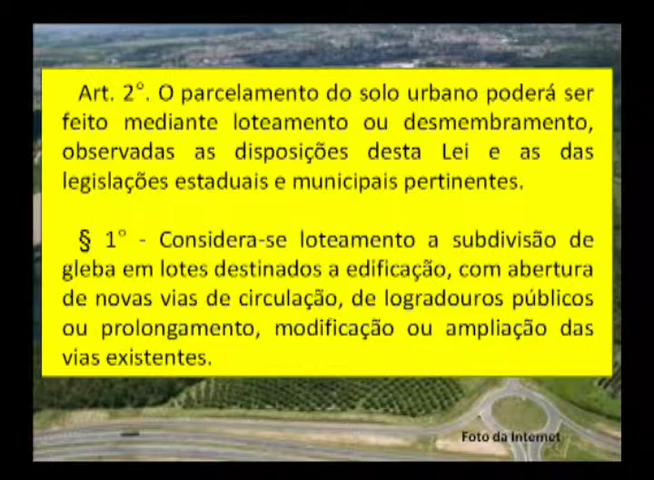 Art. 2°. O parcelamento do solo urbano poderá ser
feito mediante loteamento ou desmembramento,
observadas as disposições desta Lei e as das
legislações estaduais e municipais pertinentes.
§ 1° - Considera-se loteamento a subdivisão de
gleba em lotes destinados a edificação, com abertura
de novas vias de circulação, de logradouros públicos
ou prolongamento, modificação ou ampliação das
vias existentes.
Foto da Internet